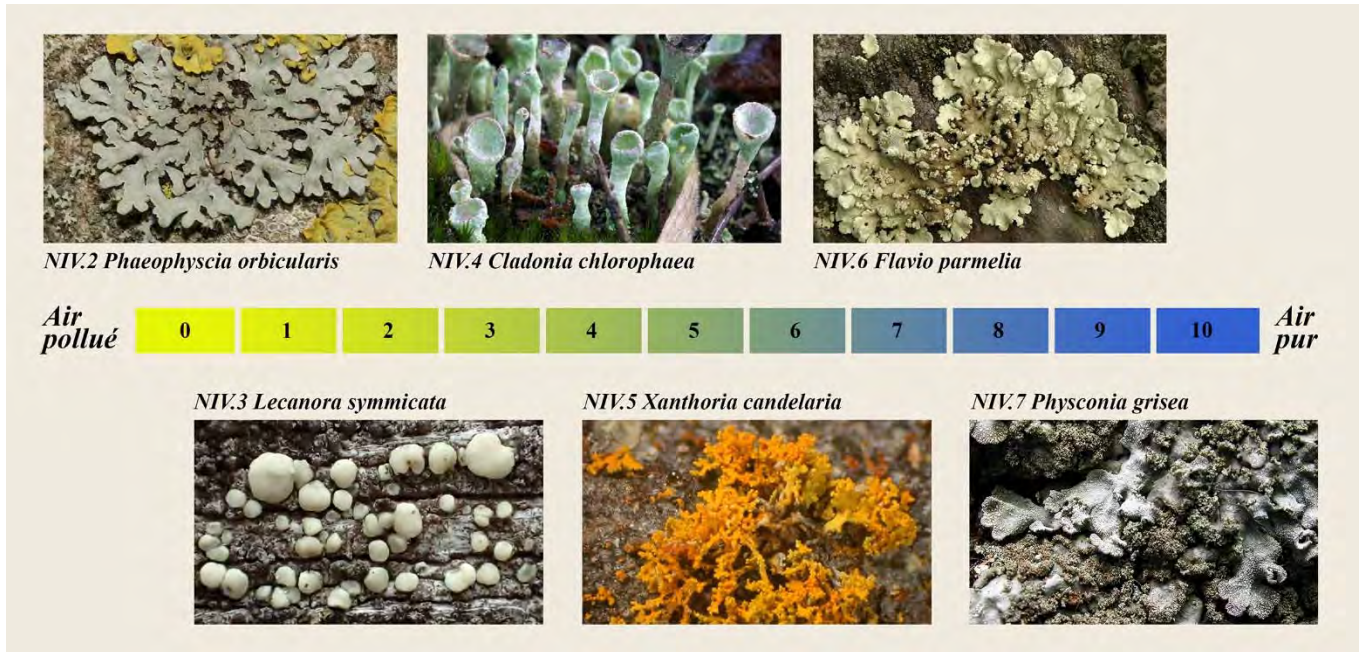 NIV.2 Phaeophyscia orbicularis
NIV.4 Cladonia chlorophaea
NIV.6 Flavio parmelia
Air
pollué
0 1 2 3 4 5 6 7 8 9 10
Air
pur
NIV.3 Lecanora symmicata
NIV.5 Xanthoria candelaria
NIV.7 Physconia grisea